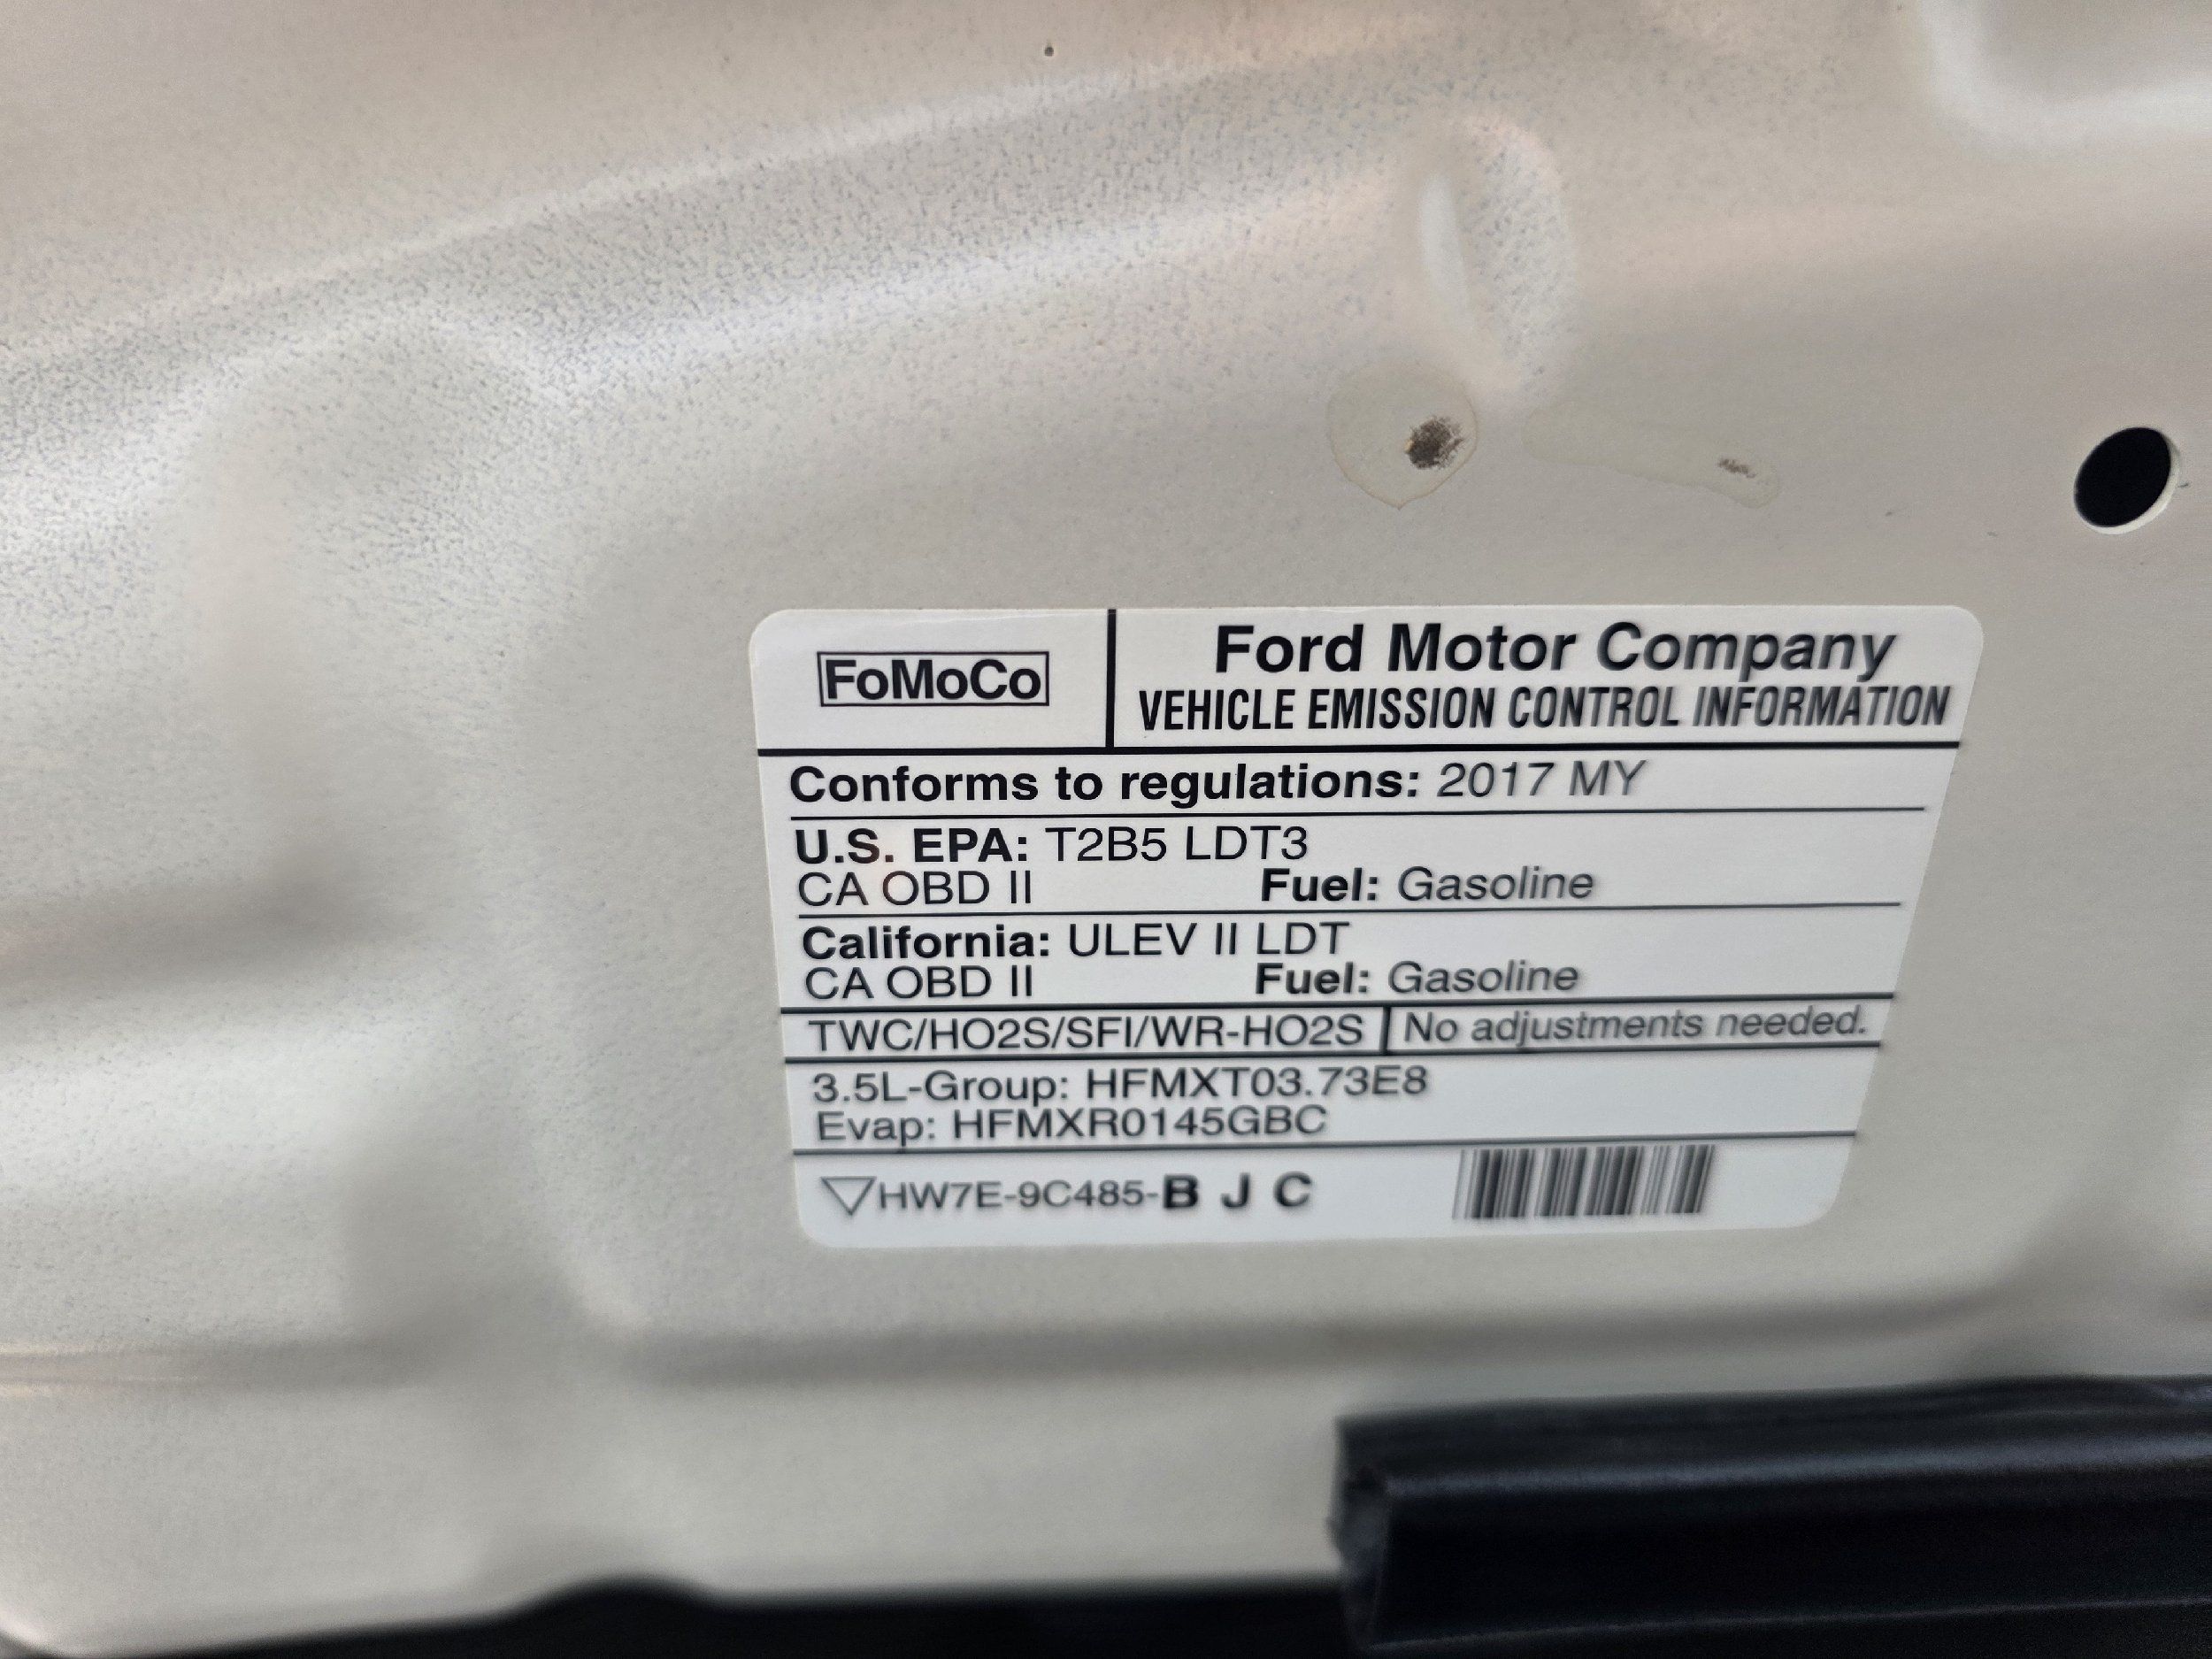 FoMoCo
Ford Motor Company
VEHICLE EMISSION CONTROL INFORMATION
Conforms to regulations: 2017 MY
U.S. EPA: T2B5 LDT3
CA OBD II Fuel: Gasoline
California: ULEV II LDT
CA OBD II Fuel: Gasoline
TWC/HO2S/SFI/WR-HO2S No adjustments needed.
3.5L-Group: HFMXT03.73E8
Evap: HFMXR0145GBC
▽HW7E-9C485-B J C